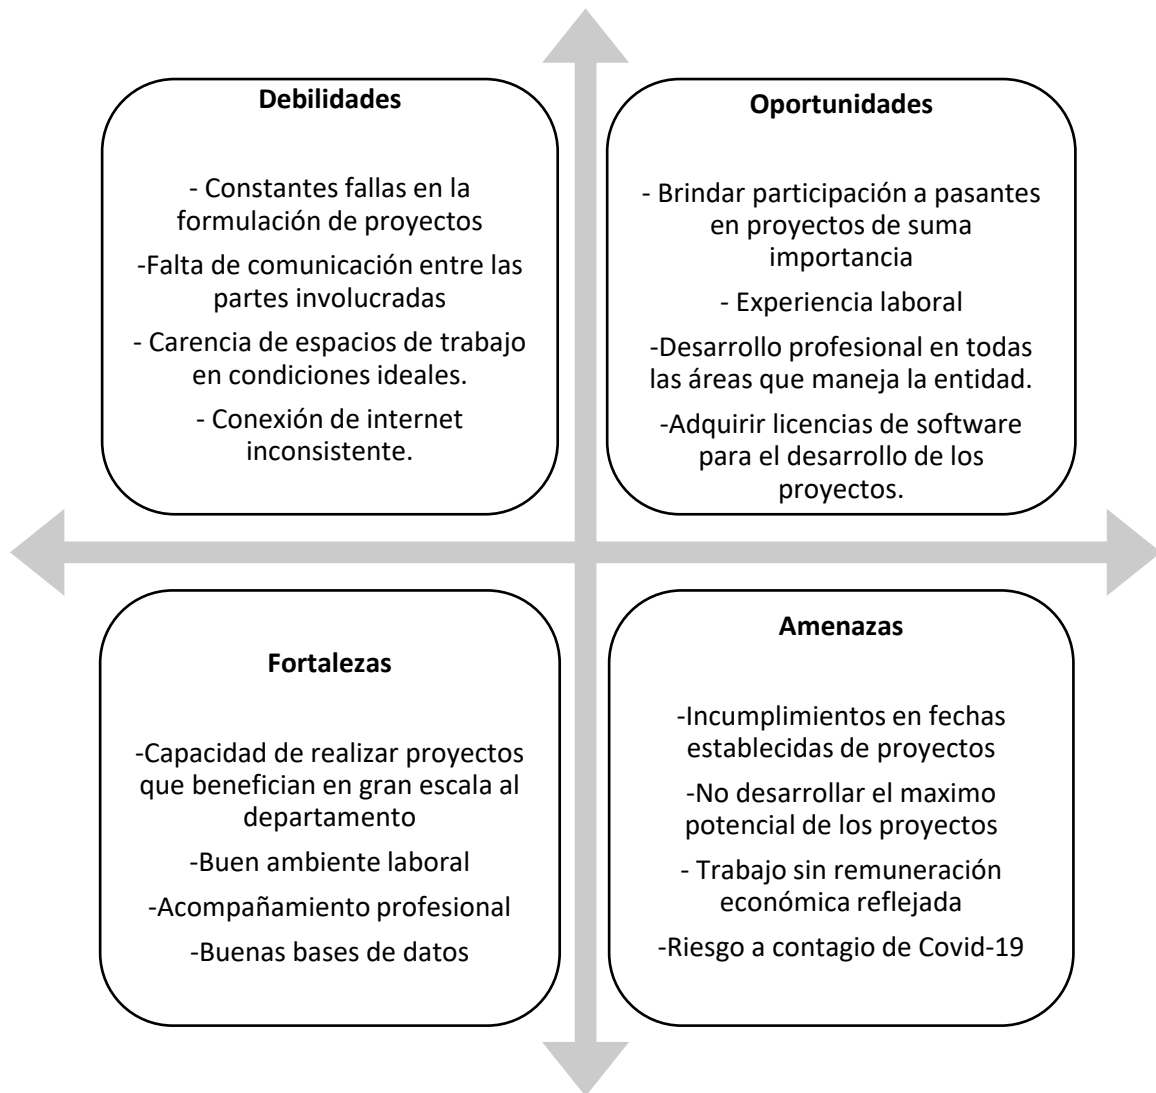 Debilidades
- Constantes fallas en la
formulación de proyectos
-Falta de comunicación entre las
partes involucradas
- Carencia de espacios de trabajo
en condiciones ideales.
- Conexión de internet
inconsistente.
Oportunidades
- Brindar participación a pasantes
en proyectos de suma
importancia
- Experiencia laboral
-Desarrollo profesional en todas
las áreas que maneja la entidad.
-Adquirir licencias de software
para el desarrollo de los
proyectos.
Fortalezas
-Capacidad de realizar proyectos
que benefician en gran escala al
departamento
-Buen ambiente laboral
-Acompañamiento profesional
-Buenas bases de datos
Amenazas
-Incumplimientos en fechas
establecidas de proyectos
-No desarrollar el maximo
potencial de los proyectos
- Trabajo sin remuneración
económica reflejada
-Riesgo a contagio de Covid-19